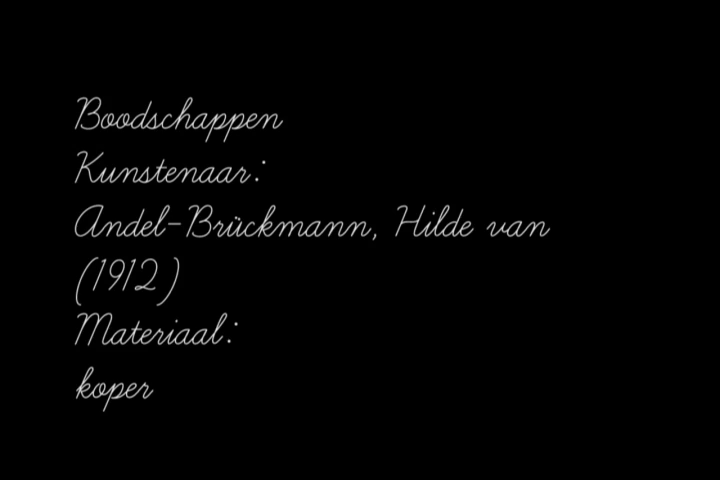 Boodschappen
Kunstenaar:
Andel-Brückmann, Hilde van
(1912)
Materiaal:
koper